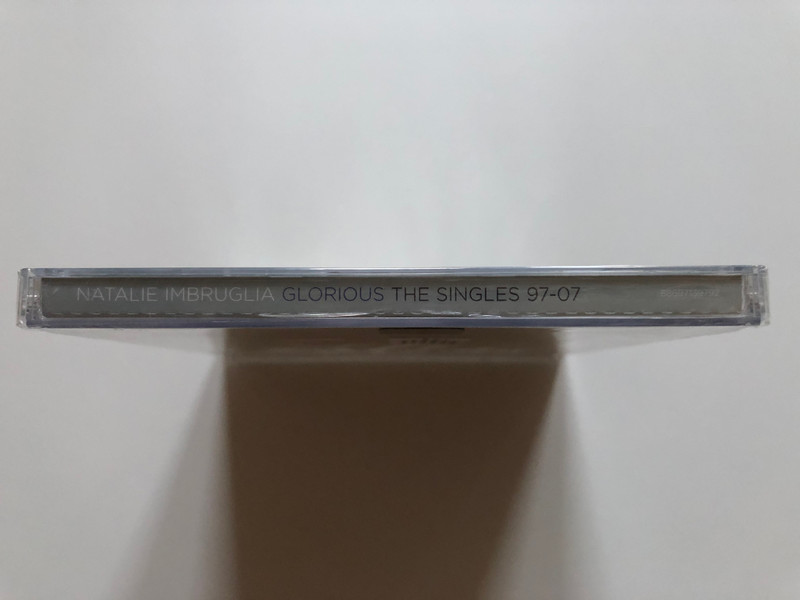 NATALIE IMBRUGLIA GLORIOUS THE SINGLES 97-07